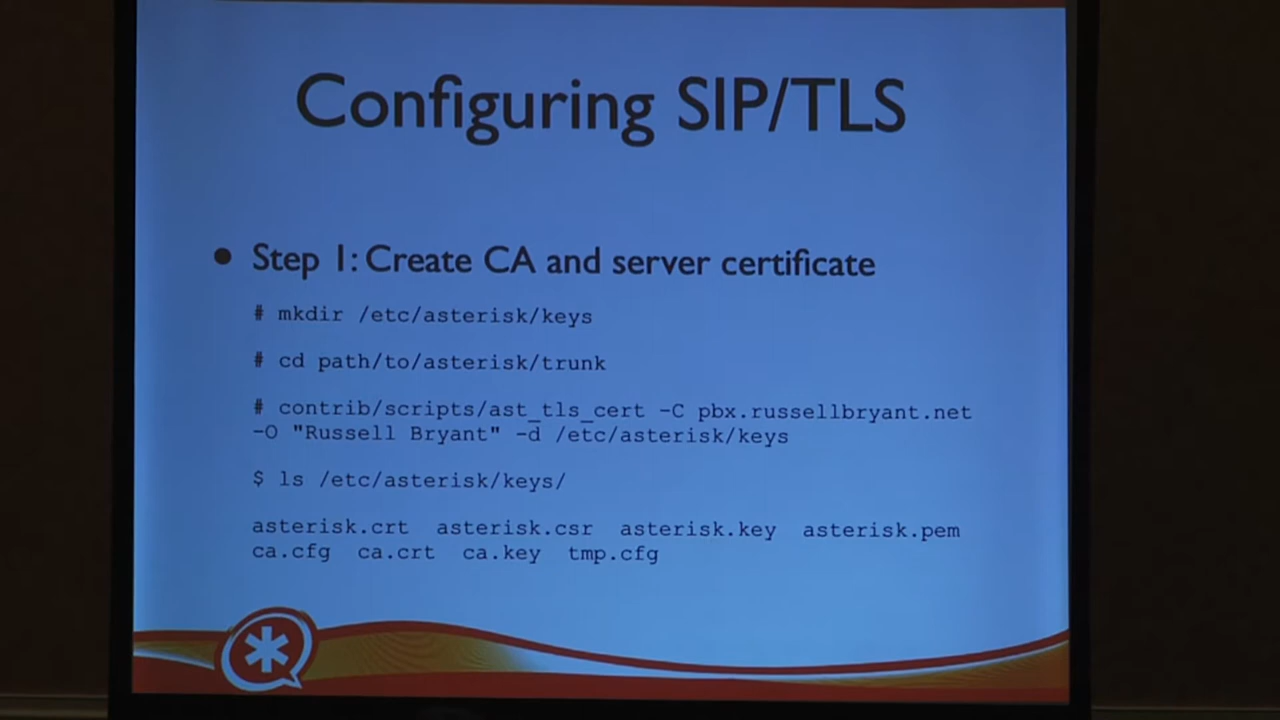 Configuring SIP/TLS
• Step 1: Create CA and server certificate
# mkdir /etc/asterisk/keys
# cd path/to/asterisk/trunk
# contrib/scripts/ast_tls_cert -C pbx.russellbryant.net
-O "Russell Bryant" -d /etc/asterisk/keys
$ ls /etc/asterisk/keys/
asterisk.crt  asterisk.csr  asterisk.key  asterisk.pem
ca.cfg  ca.crt  ca.key  tmp.cfg